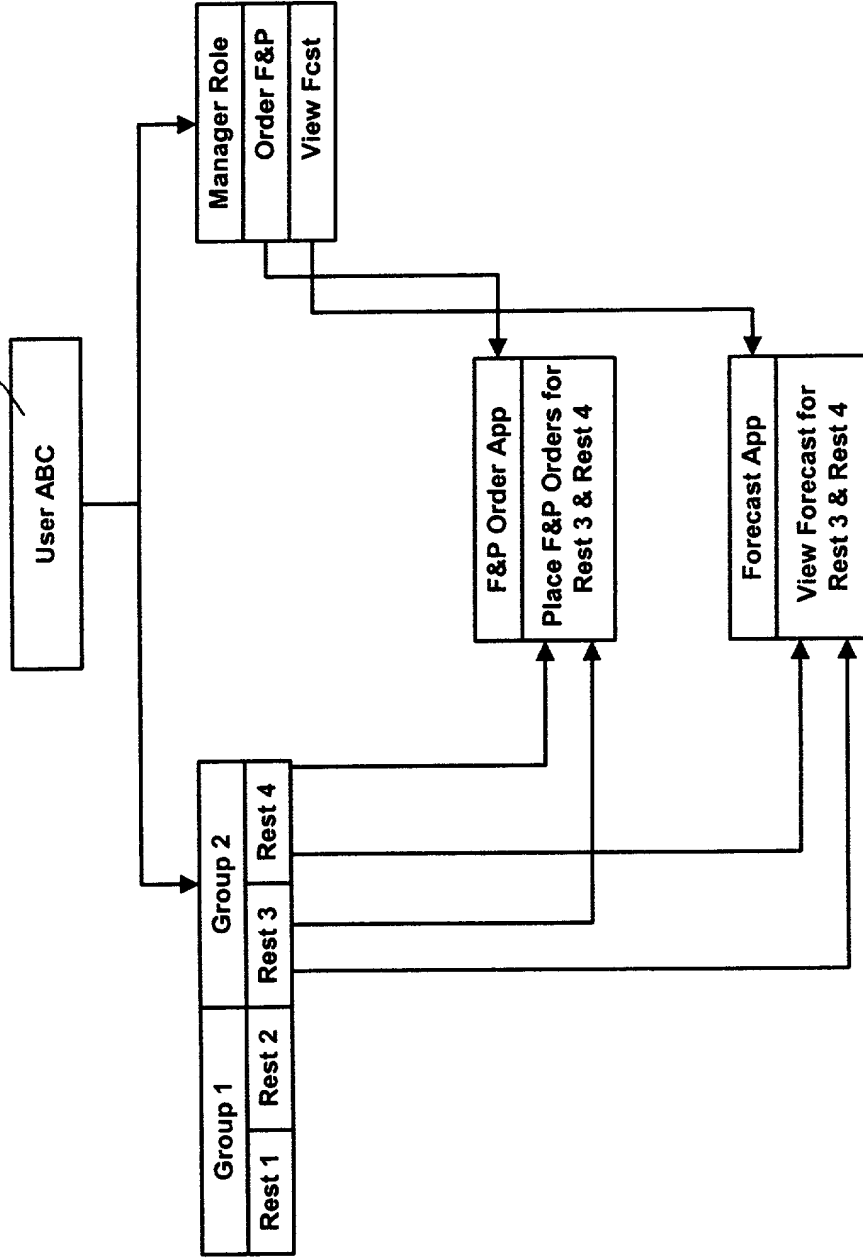 User ABC
Group 1
Group 2
Rest 1
Rest 2
Rest 3
Rest 4
Manager Role
Order F&P
View Fcst
F&P Order App
Place F&P Orders for
Rest 3 & Rest 4
Forecast App
View Forecast for
Rest 3 & Rest 4